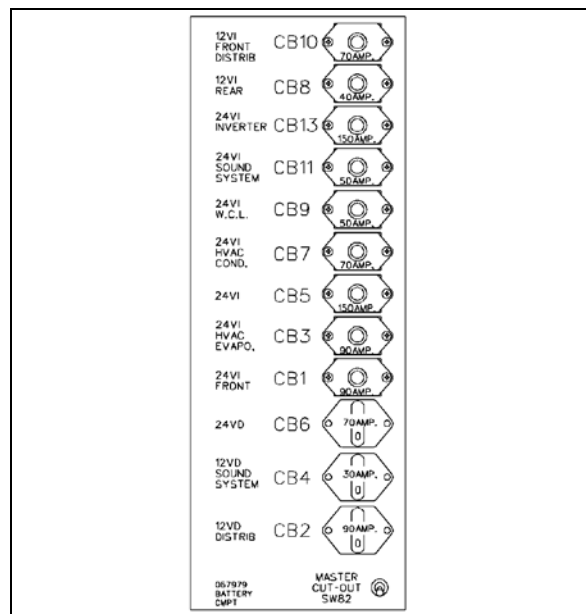 12VI
FRONT
DISTRIB
CB10
70AMP.
12VI
REAR
CB8
40AMP.
24VI
INVERTER
CB13
150AMP.
24VI
SOUND
SYSTEM
CB11
50AMP.
24VI
W.C.L.
CB9
50AMP.
24VI
HVAC
COND.
CB7
70AMP.
24VI
CB5
150AMP.
24VI
HVAC
EVAPO.
CB3
90AMP.
24VI
FRONT
CB1
90AMP.
24VD
CB6
70AMP.
0
12VD
SOUND
SYSTEM
CB4
30AMP.
0
12VD
DISTRIB
CB2
90AMP.
0
067979
BATTERY
CMPT
MASTER
CUT-OUT
SW82